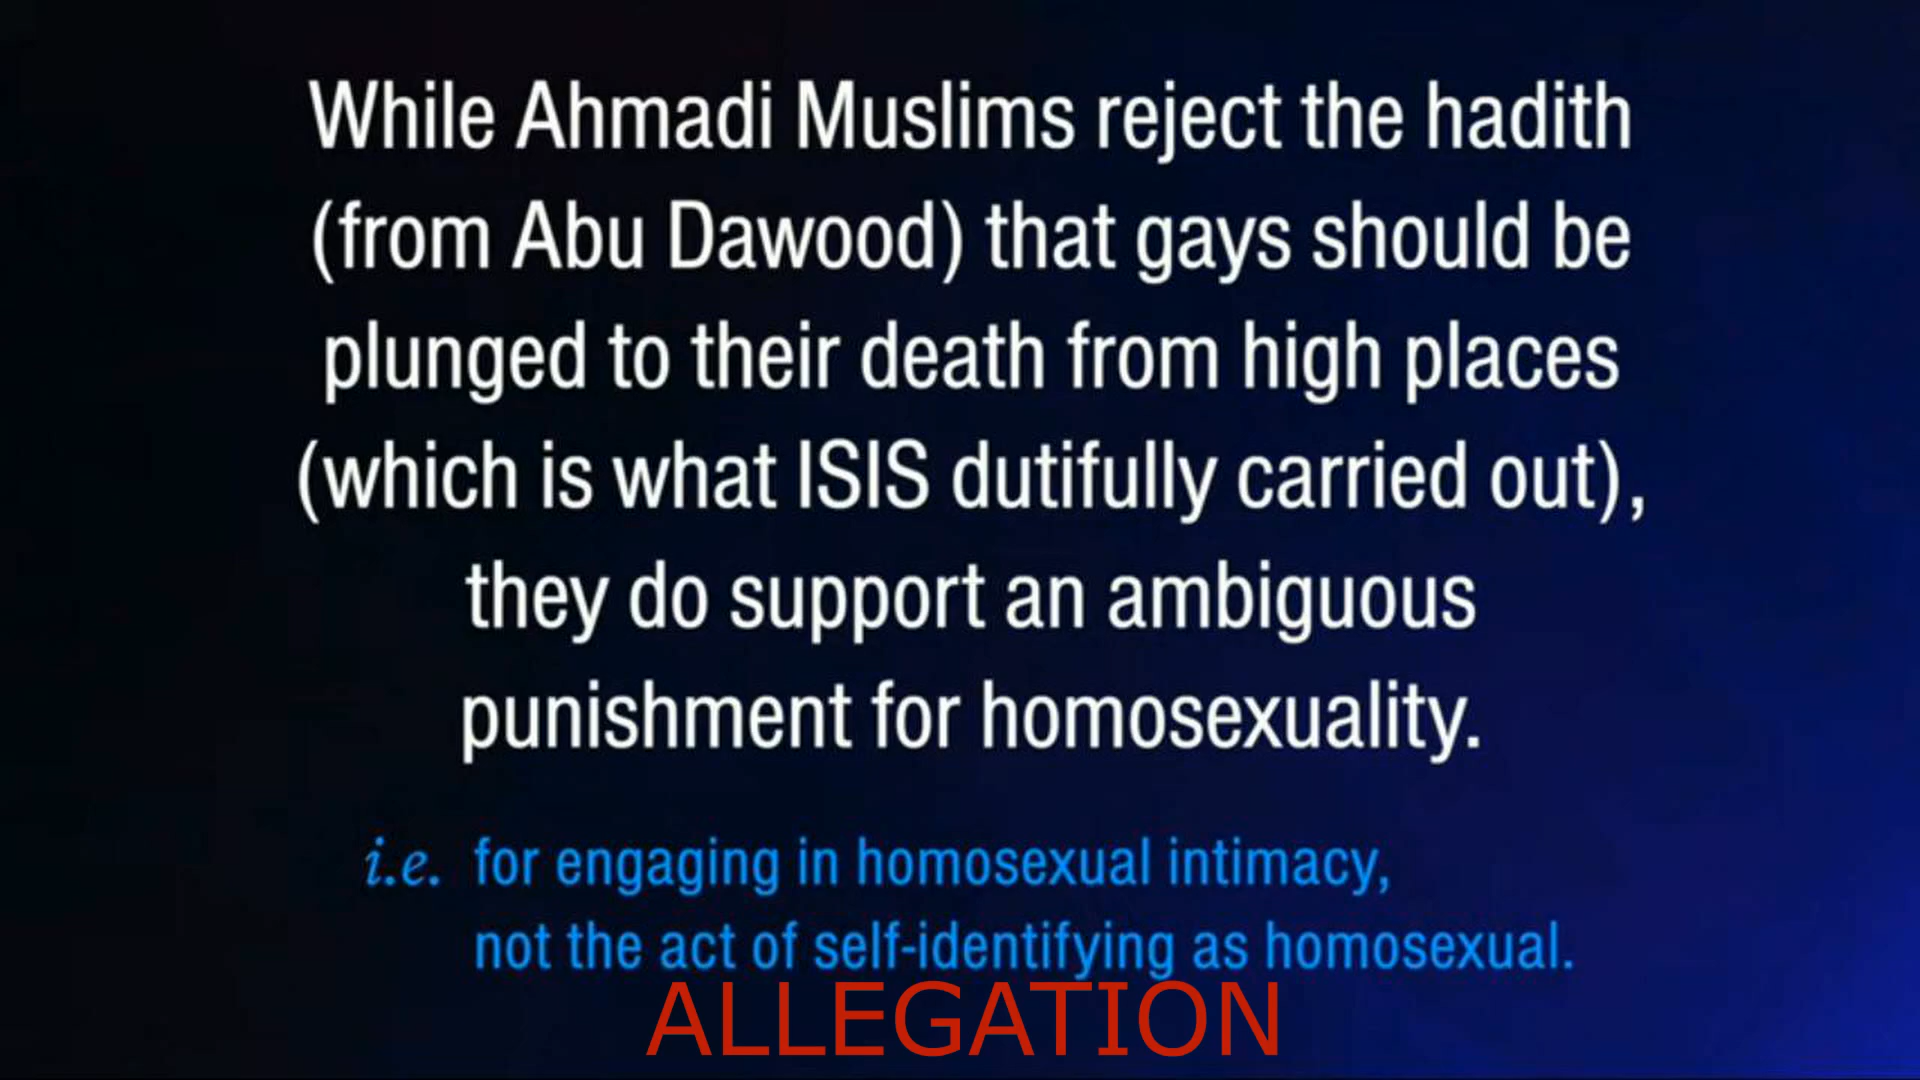 While Ahmadi Muslims reject the hadith
(from Abu Dawood) that gays should be
plunged to their death from high places
(which is what ISIS dutifully carried out),
they do support an ambiguous
punishment for homosexuality.
i.e. for engaging in homosexual intimacy,
not the act of self-identifying as homosexual.
ALLEGATION